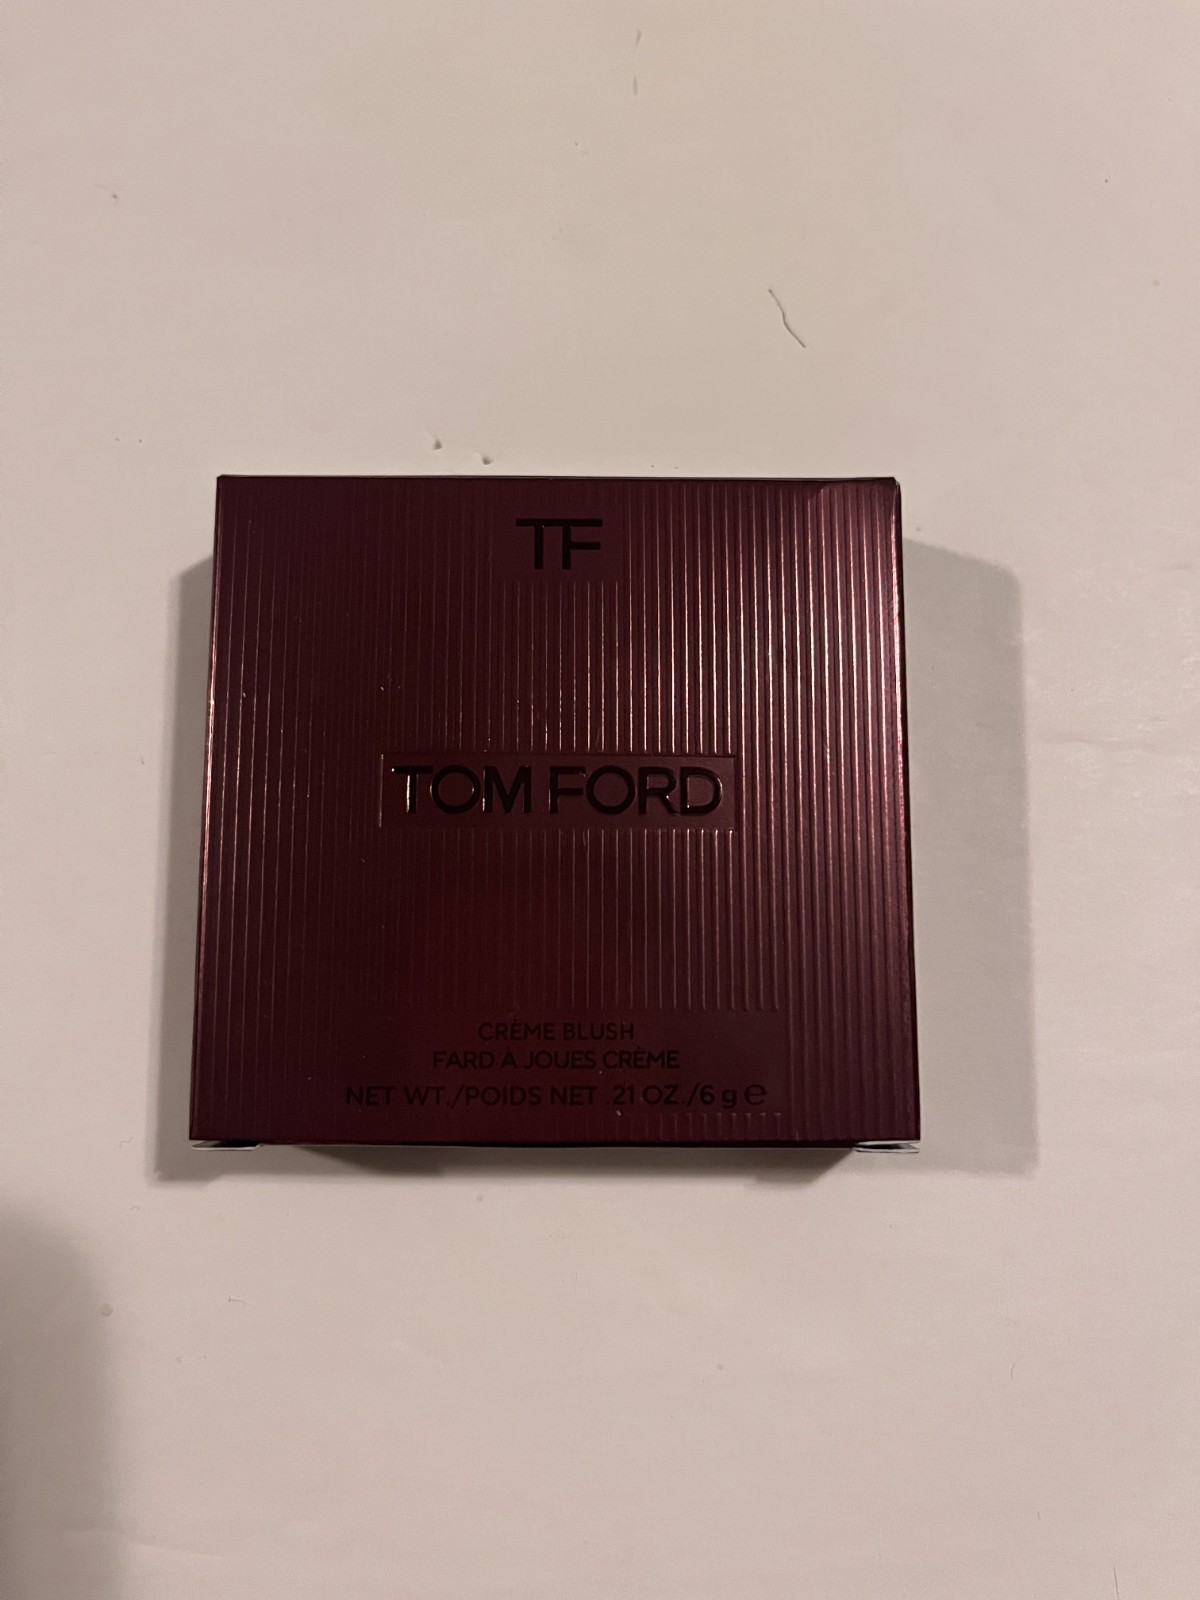 TF
TOM FORD
CRÈME BLUSH
FARD À JOUES CRÈME
NET WT./POIDS NET .21 OZ./6 g ℮